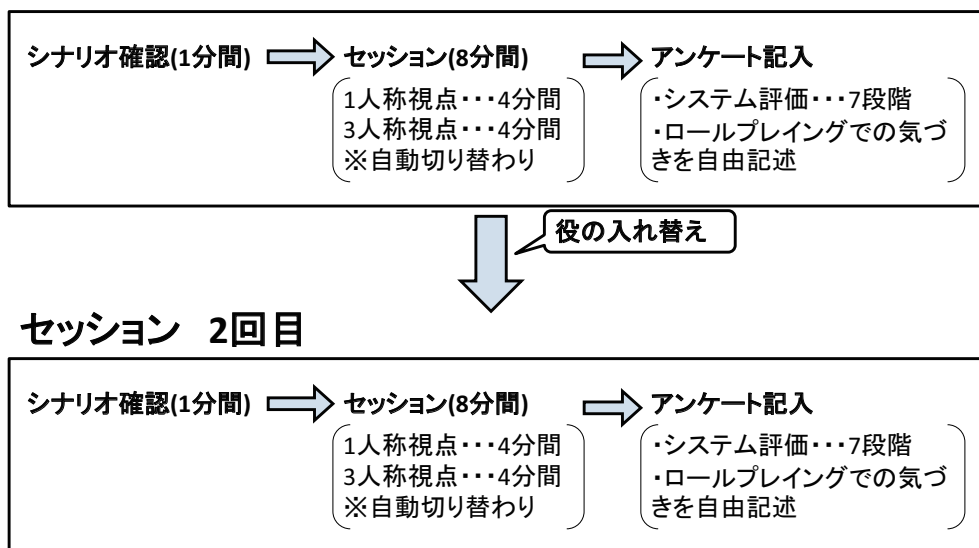 シナリオ確認(1分間)
セッション(8分間)
アンケート記入
1人称視点・・・4分間
3人称視点・・・4分間
※自動切り替わり
・システム評価・・・7段階
・ロールプレイングでの気づ
きを自由記述
役の入れ替え
セッション 2回目
シナリオ確認(1分間)
セッション(8分間)
アンケート記入
1人称視点・・・4分間
3人称視点・・・4分間
※自動切り替わり
・システム評価・・・7段階
・ロールプレイングでの気づ
きを自由記述